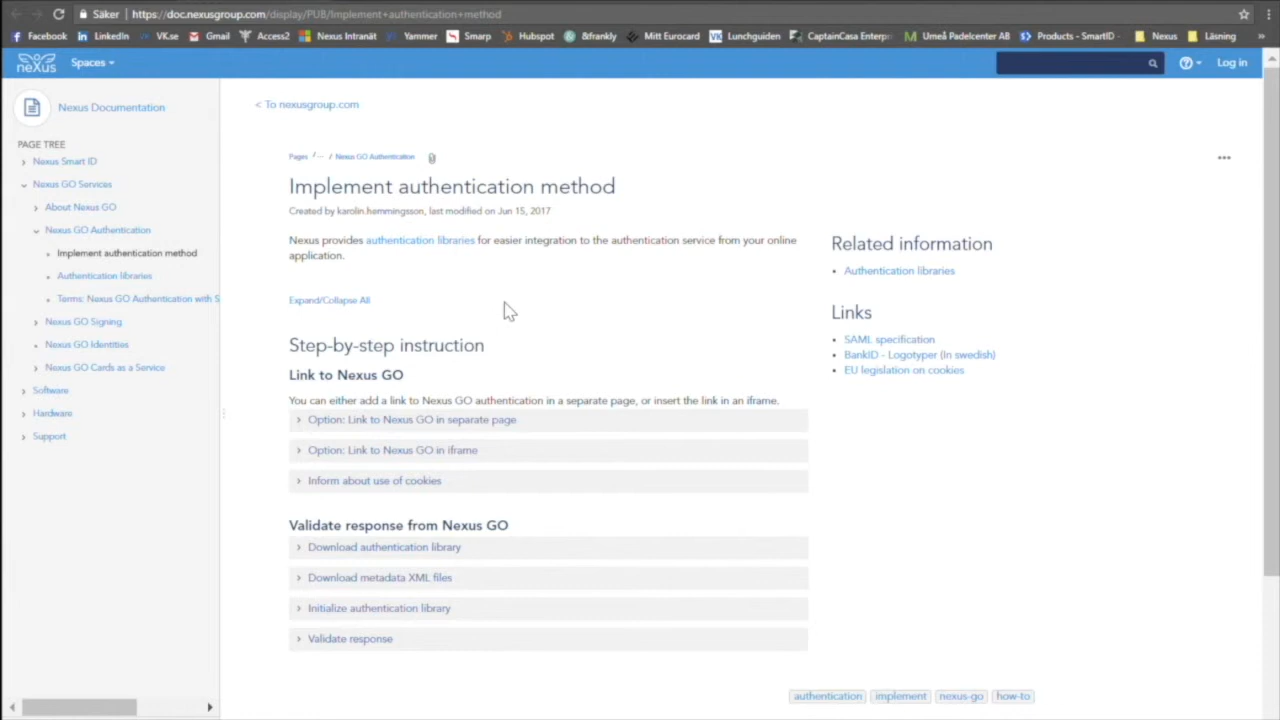 Säker https://doc.nexusgroup.com/display/PUB/Implement+authentication+method
Facebook LinkedIn VK.se Gmail Access2 Nexus Intranät Yammer Smarp Hubspot &frankly Mitt Eurocard Lunchguiden CaptainCasa Enterpr Umeå Padelcenter AB Products - SmartID - Nexus Läsning »
neXus Spaces Log in
Nexus Documentation
PAGE TREE
Nexus Smart ID
Nexus GO Services
About Nexus GO
Nexus GO Authentication
Implement authentication method
Authentication libraries
Terms: Nexus GO Authentication with S
Nexus GO Signing
Nexus GO Identities
Nexus GO Cards as a Service
Software
Hardware
Support
< To nexusgroup.com
Pages /··· / Nexus GO Authentication
Implement authentication method
Created by karolin.hemmingsson, last modified on Jun 15, 2017
Nexus provides authentication libraries for easier integration to the authentication service from your online
application.
Expand/Collapse All
Step-by-step instruction
Link to Nexus GO
You can either add a link to Nexus GO authentication in a separate page, or insert the link in an iframe.
Option: Link to Nexus GO in separate page
Option: Link to Nexus GO in iframe
Inform about use of cookies
Validate response from Nexus GO
Download authentication library
Download metadata XML files
Initialize authentication library
Validate response
Related information
Authentication libraries
Links
SAML specification
BankID - Logotyper (In swedish)
EU legislation on cookies
authentication implement nexus-go how-to